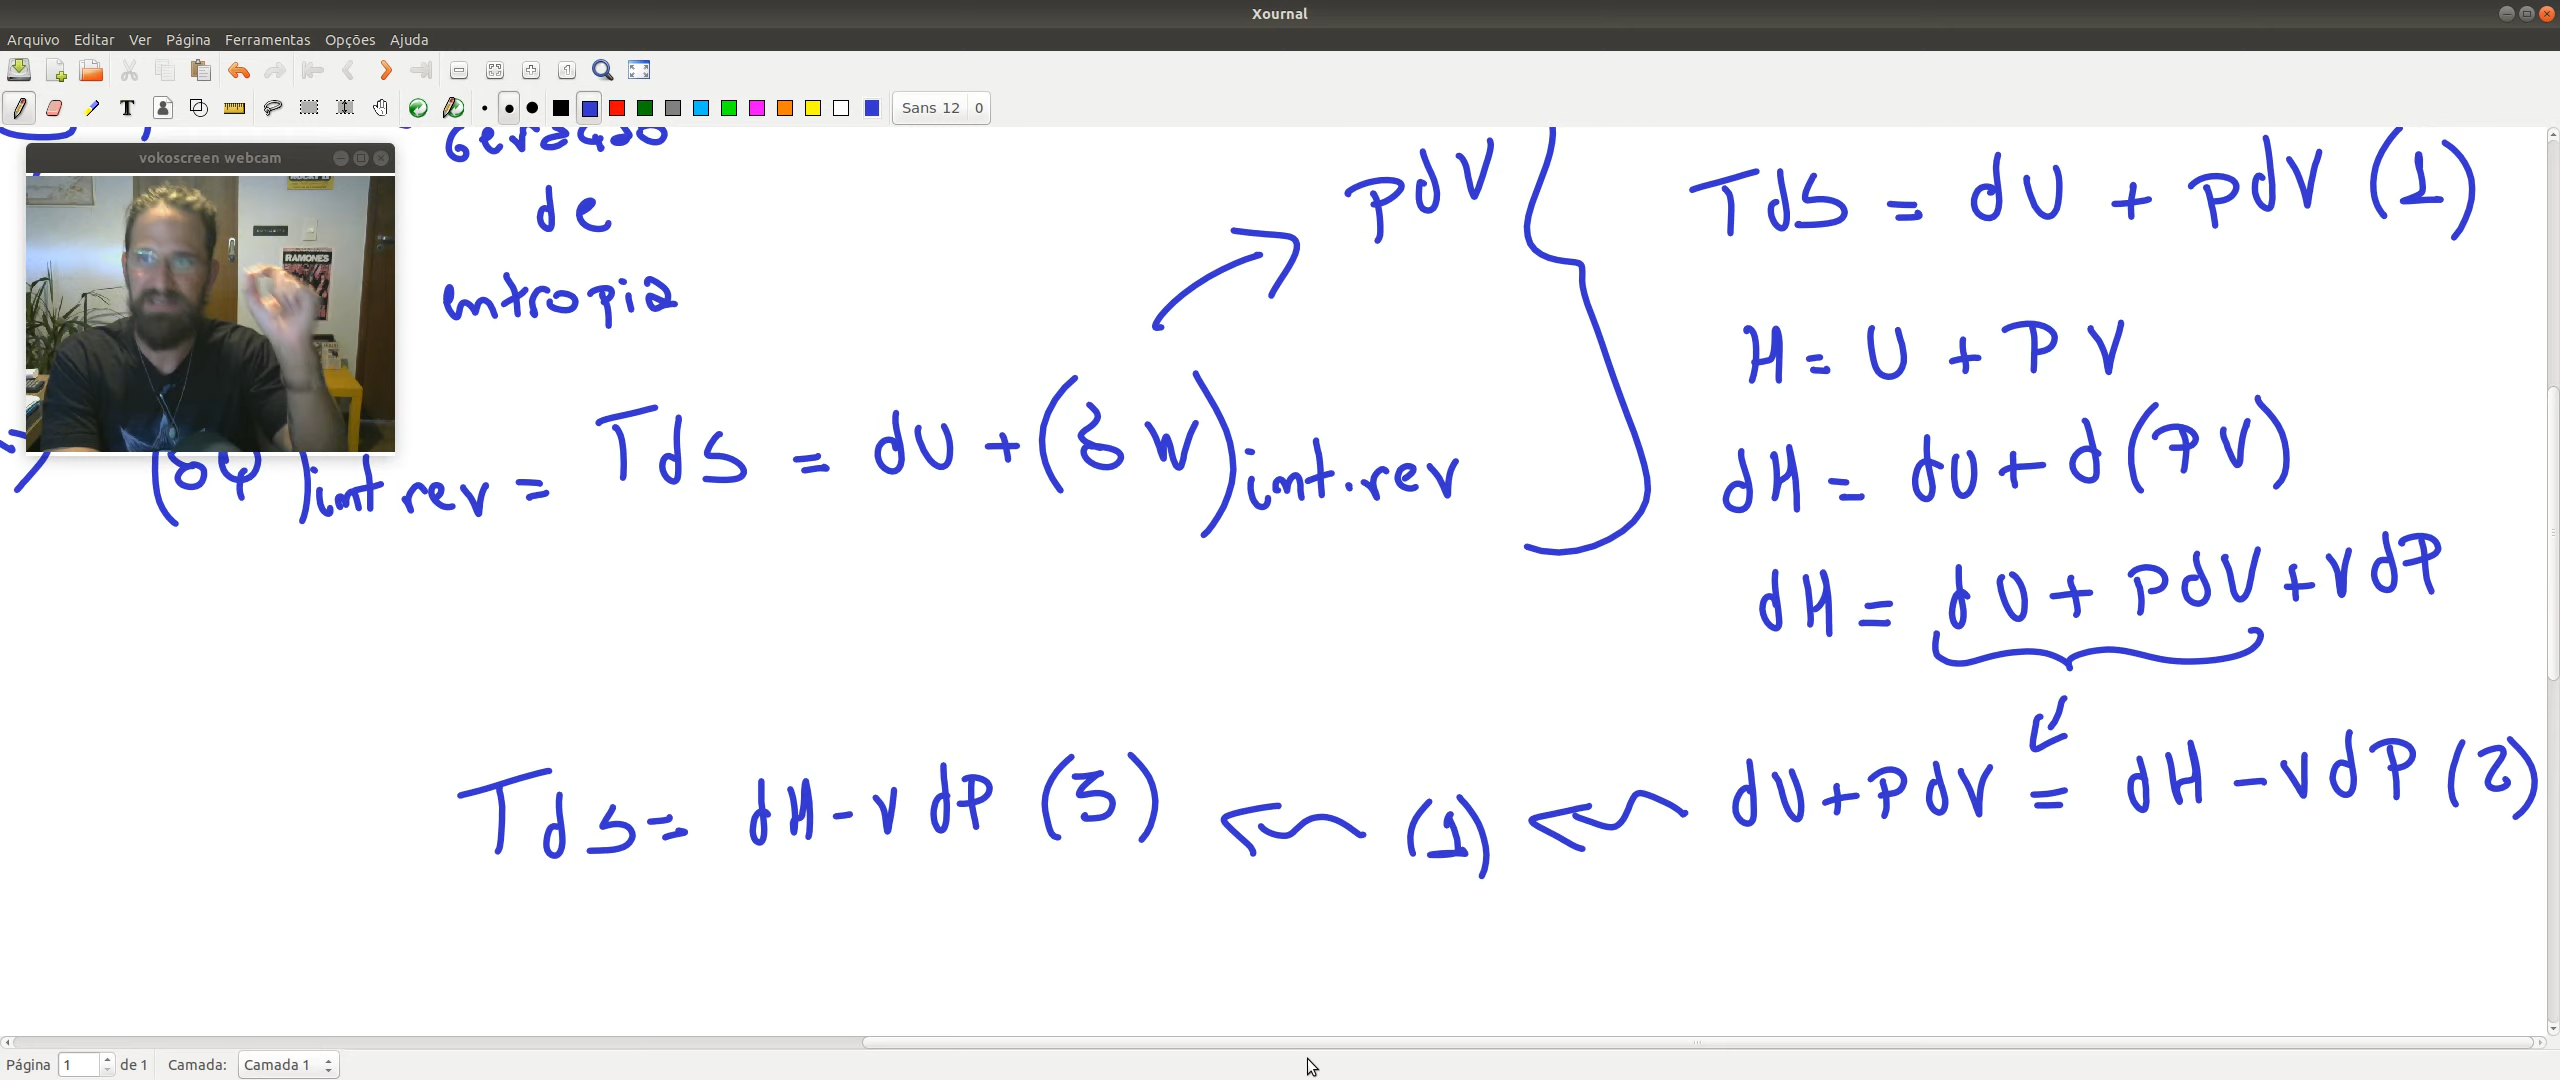 Xournal
Arquivo Editar Ver Página Ferramentas Opções Ajuda
Sans 12 0
vokoscreen webcam
RAMONES
Geração
de
entropia
pdV
(δQ)int rev = TdS = dU + (δW)int.rev
TdS = dU + pdV (1)
H = U + PV
dH = dU + d(PV)
dH = dU + PdV + VdP
dU + PdV = dH - VdP (2)
(1)
TdS = dH - V dP (3)
Página 1 de 1 Camada: Camada 1